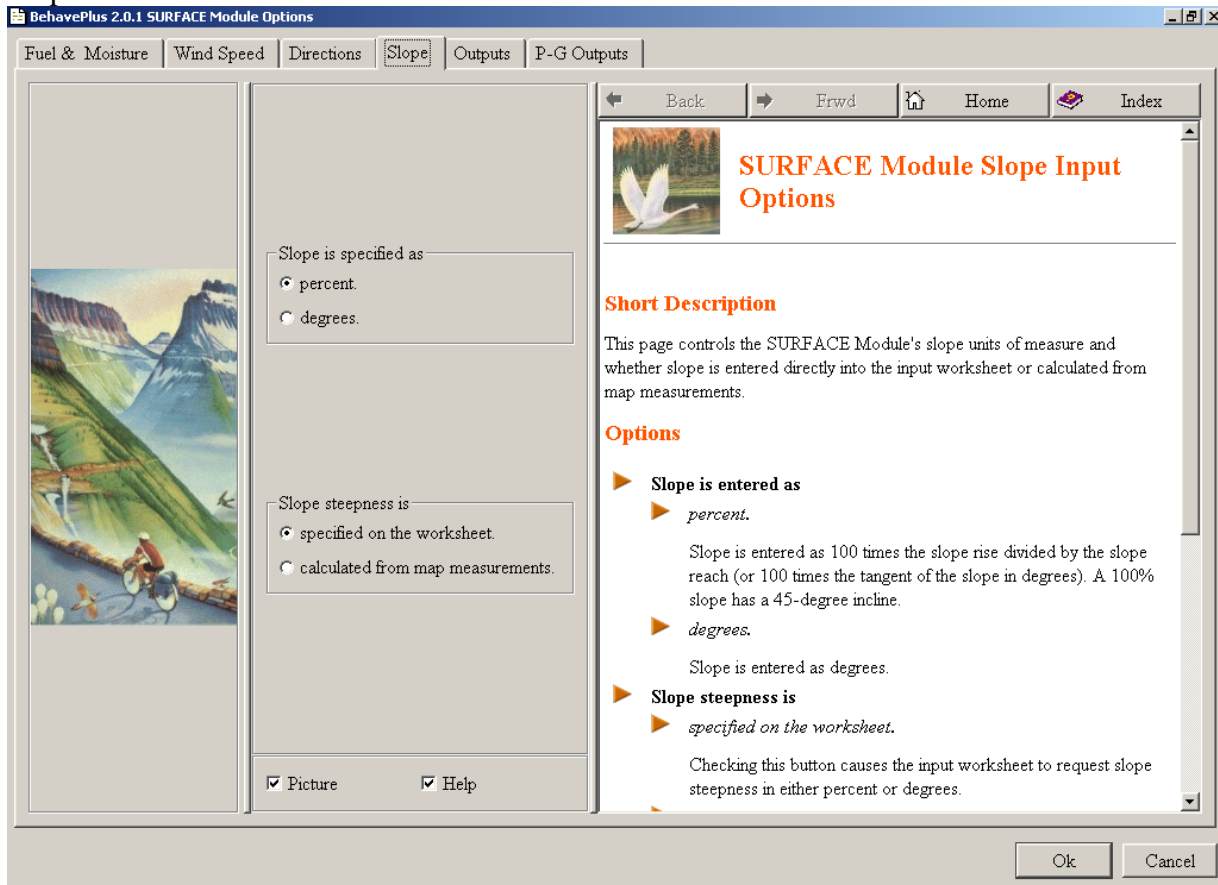 BehavePlus 2.0.1 SURFACE Module Options
Fuel & Moisture
Wind Speed
Directions
Slope
Outputs
P-G Outputs
Slope is specified as
percent.
degrees.
Slope steepness is
specified on the worksheet.
calculated from map measurements.
Picture
Help
Back
Frwd
Home
Index
SURFACE Module Slope Input
Options
Short Description
This page controls the SURFACE Module's slope units of measure and
whether slope is entered directly into the input worksheet or calculated from
map measurements.
Options
Slope is entered as
percent.
Slope is entered as 100 times the slope rise divided by the slope
reach (or 100 times the tangent of the slope in degrees). A 100%
slope has a 45-degree incline.
degrees.
Slope is entered as degrees.
Slope steepness is
specified on the worksheet.
Checking this button causes the input worksheet to request slope
steepness in either percent or degrees.
Ok
Cancel